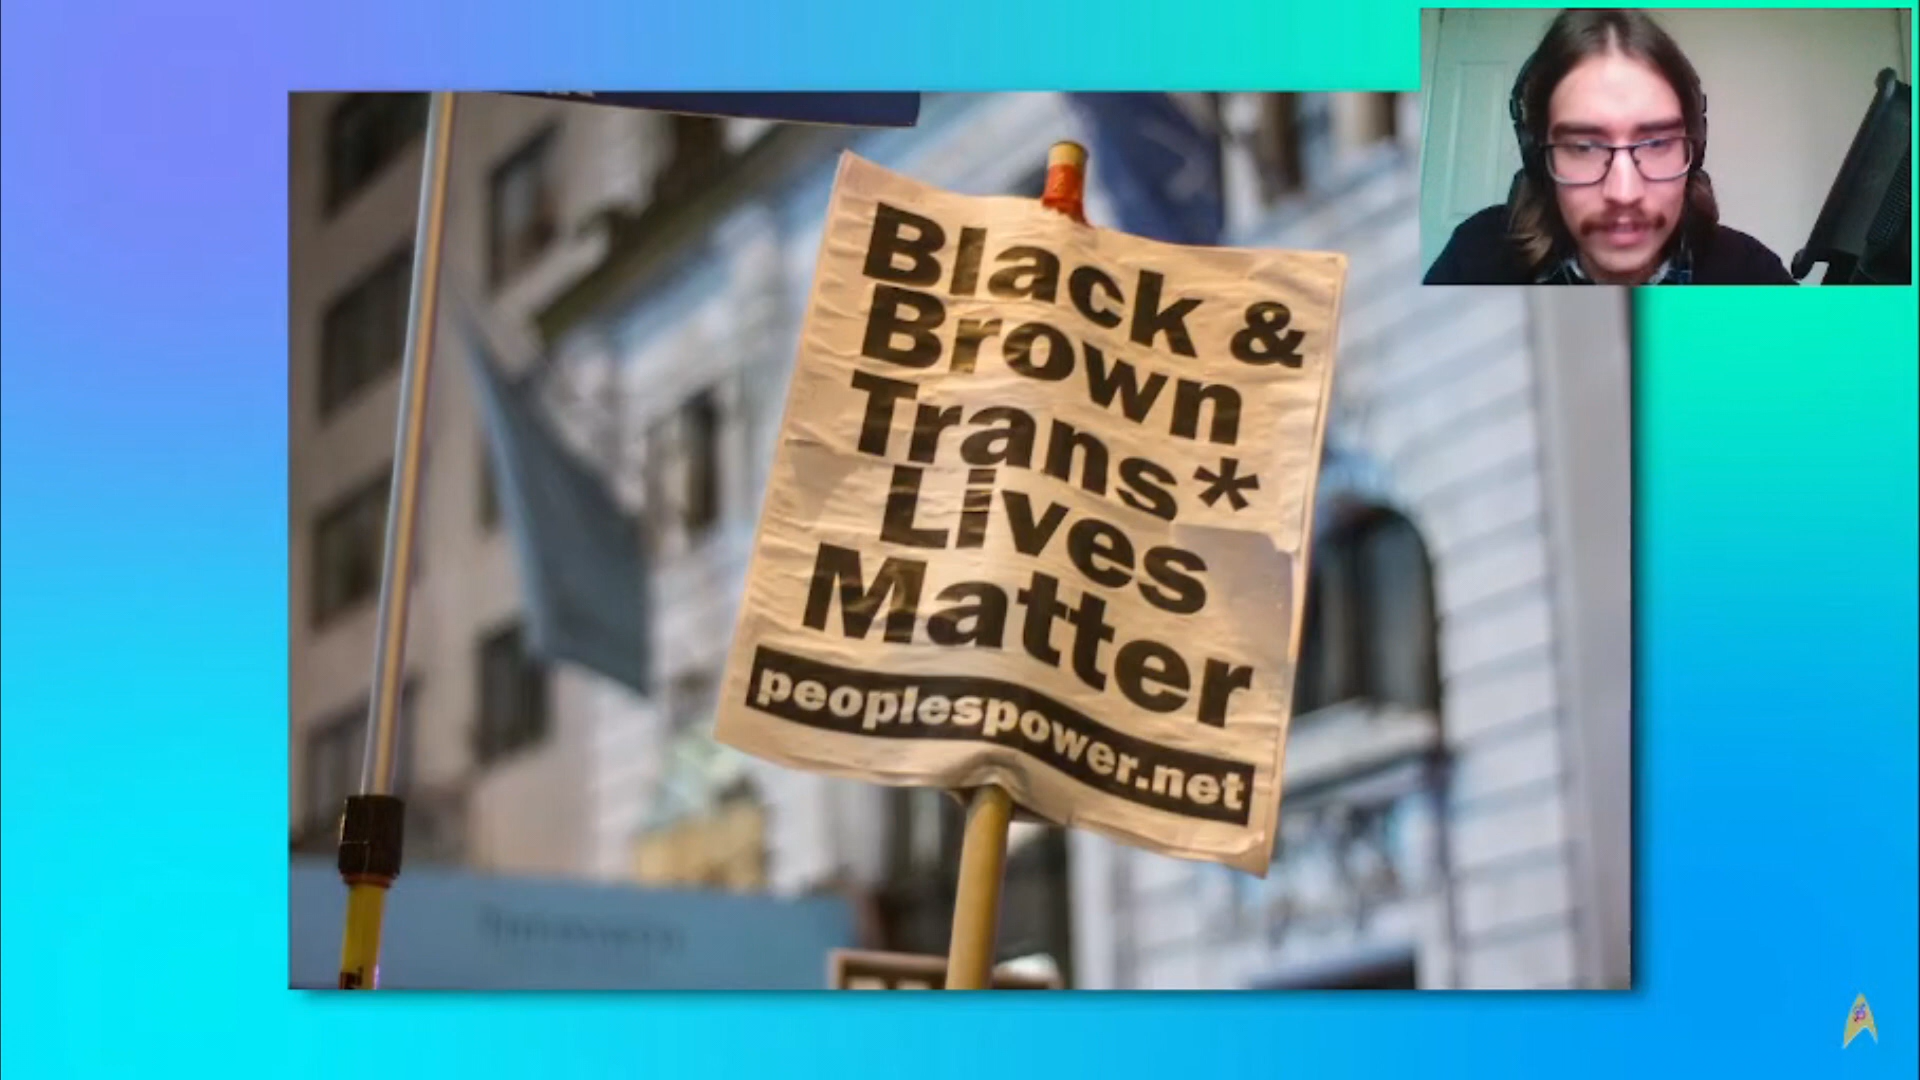 Black &
Brown
Trans*
Lives
Matter
peoplespower.net